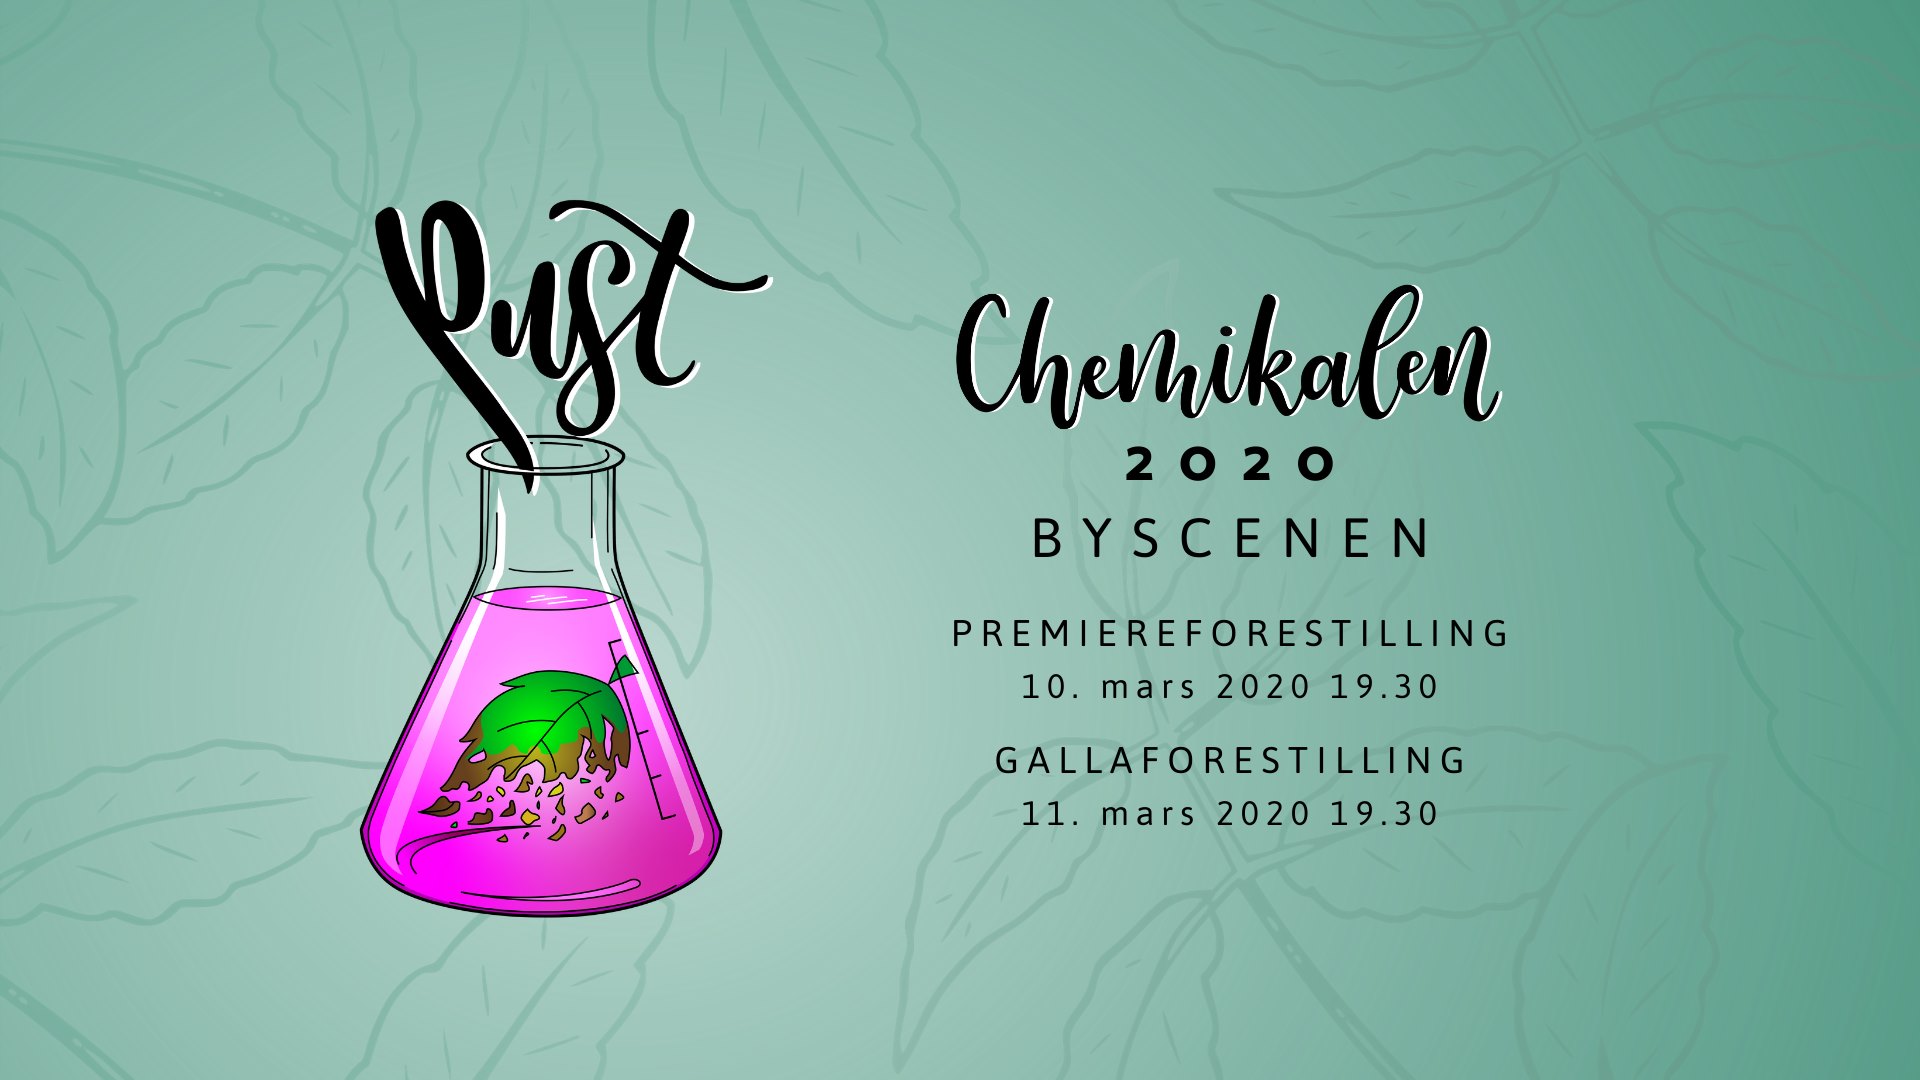 Pust
Chemikalen
2020
BYSCENEN
PREMIEREFORESTILLING
10. mars 2020 19.30
GALLAFORESTILLING
11. mars 2020 19.30